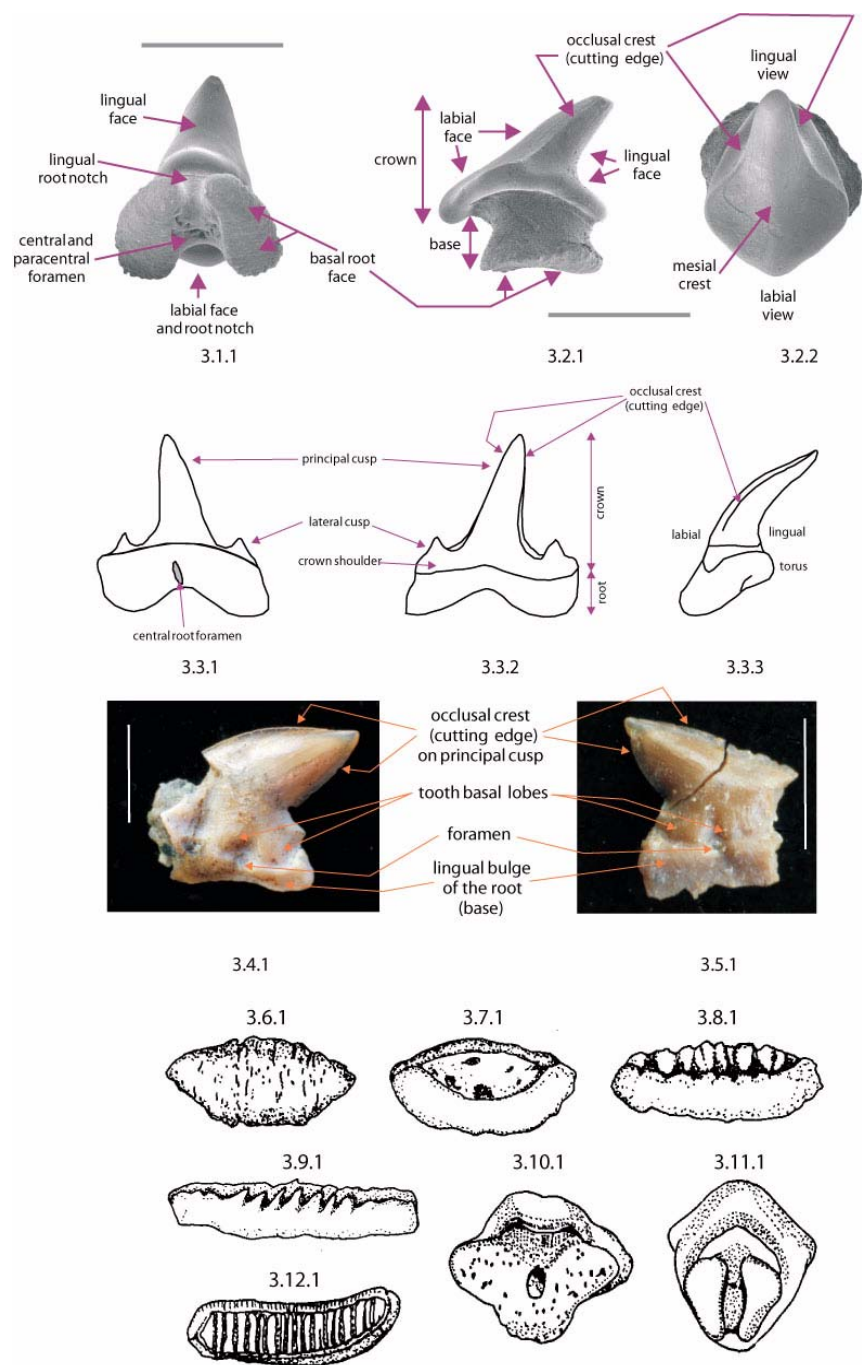 lingual
face
lingual
root notch
central and
paracentral
foramen
labial face
and root notch
basal root
face
3.1.1
occlusal crest
(cutting edge)
labial
face
crown
lingual
face
base
3.2.1
lingual
view
mesial
crest
labial
view
3.2.2
principal cusp
lateral cusp
crown shoulder
central root foramen
3.3.1
occlusal crest
(cutting edge)
crown
root
3.3.2
labial
lingual
torus
3.3.3
occlusal crest
(cutting edge)
on principal cusp
tooth basal lobes
foramen
lingual bulge
of the root
(base)
3.4.1
3.5.1
3.6.1
3.7.1
3.8.1
3.9.1
3.10.1
3.11.1
3.12.1